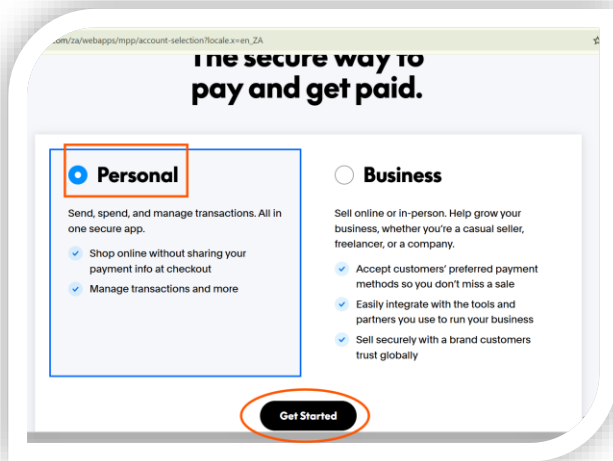 com/za/webapps/mpp/account-selection?locale.x=en_ZA
The secure way to
pay and get paid.
Personal
Send, spend, and manage transactions. All in
one secure app.
Shop online without sharing your
payment info at checkout
Manage transactions and more
Business
Sell online or in-person. Help grow your
business, whether you're a casual seller,
freelancer, or a company.
Accept customers' preferred payment
methods so you don't miss a sale
Easily integrate with the tools and
partners you use to run your business
Sell securely with a brand customers
trust globally
Get Started